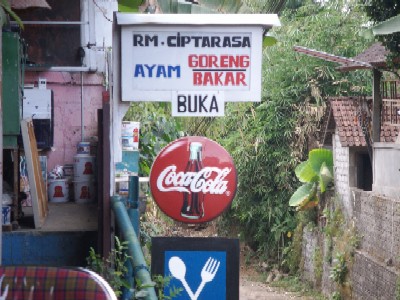 RM. CIPTARASA
AYAM GORENG
BAKAR
BUKA
Coca-Cola